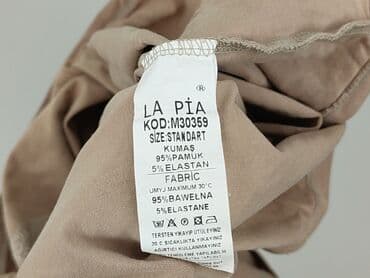 ®
LA PİA
KOD:M30359
SIZE:STANDART
KUMAŞ
95%PAMUK
5%ELASTAN
FABRIC
UMYJ MAXIMUM 30°C
95%BAWEŁNA
5%ELASTANE
TERSTEN YIKAYIP ÜTÜLEYİNİZ
30 C SICAKLIKTA YIKAYINIZ